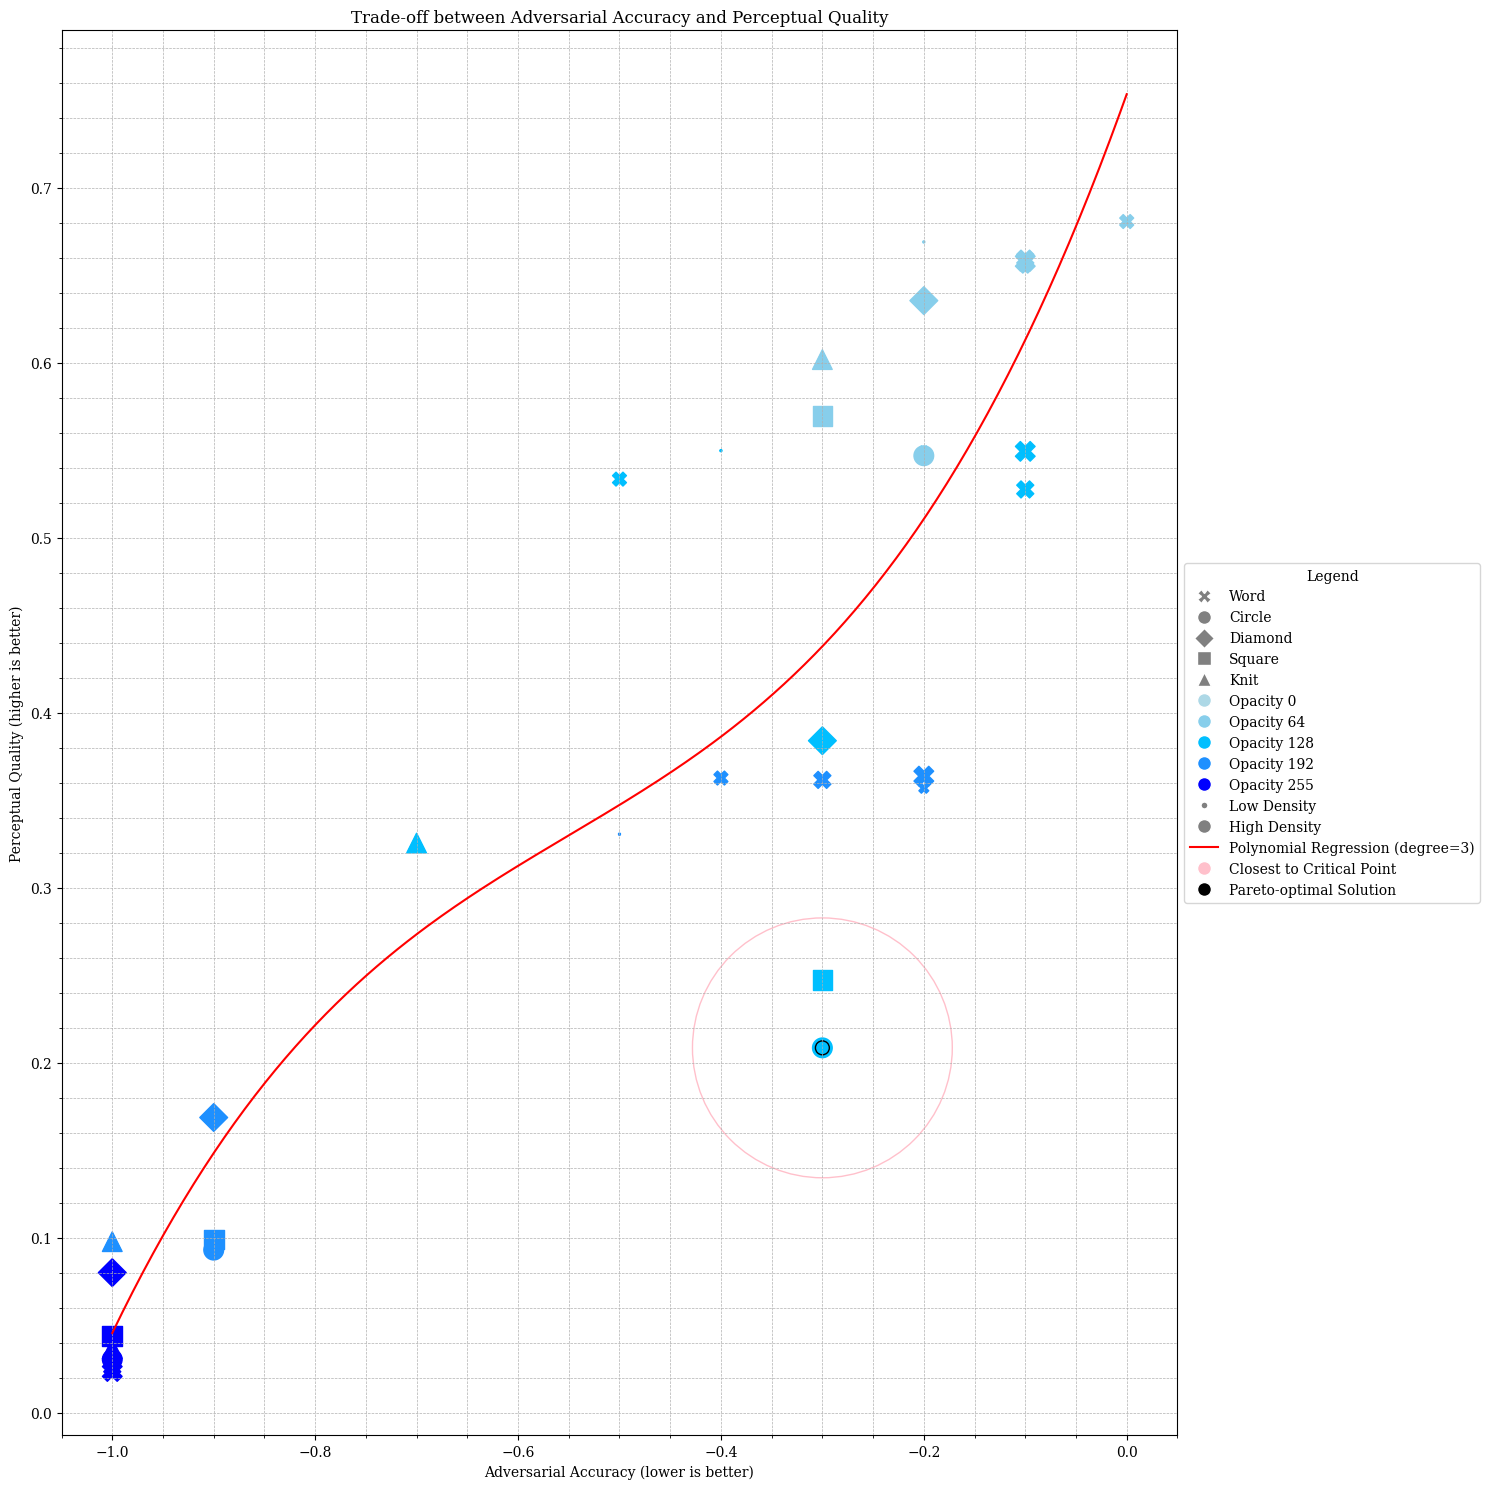 Trade-off between Adversarial Accuracy and Perceptual Quality
Perceptual Quality (higher is better)
0.7
0.6
0.5
0.4
0.3
0.2
0.1
0.0
−1.0
−0.8
−0.6
−0.4
−0.2
0.0
Adversarial Accuracy (lower is better)
Legend
Word
Circle
Diamond
Square
Knit
Opacity 0
Opacity 64
Opacity 128
Opacity 192
Opacity 255
Low Density
High Density
Polynomial Regression (degree=3)
Closest to Critical Point
Pareto-optimal Solution